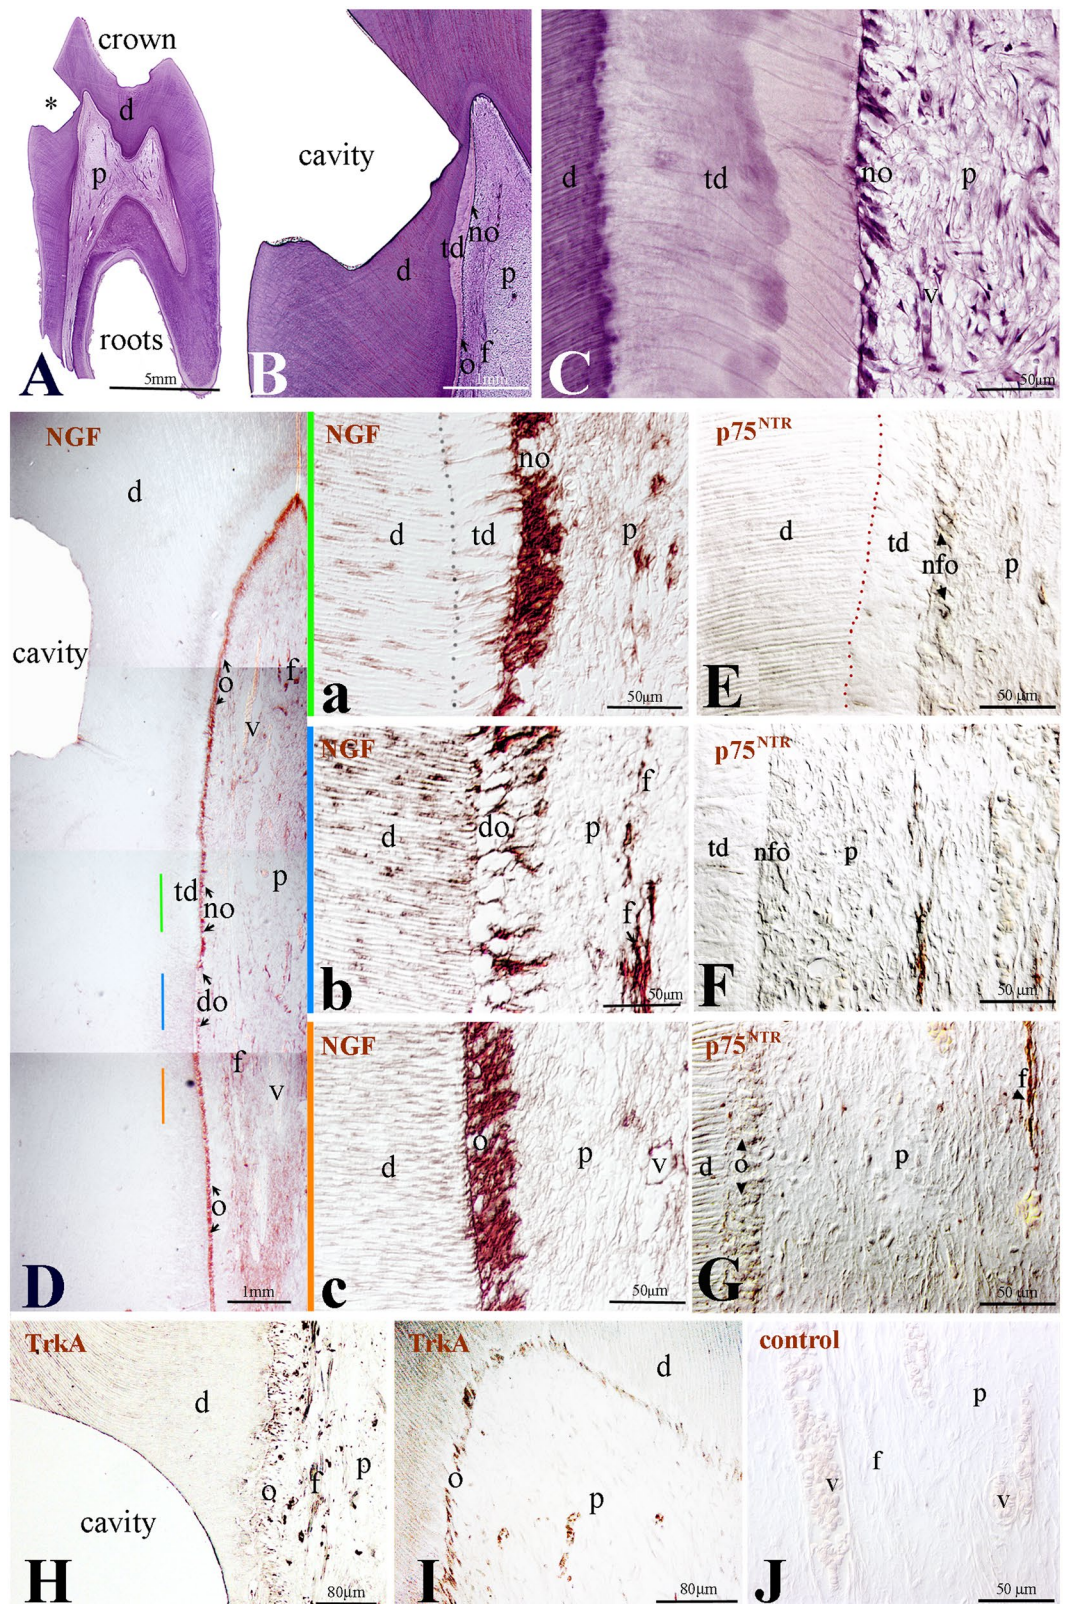 crown
*
d
p
roots
A
5mm
cavity
no
td
d
p
f
o
B
1mm
d
td
no
p
v
C
50µm
NGF
d
cavity
f
o
v
p
td
no
do
f
v
o
D
1mm
NGF
no
d
td
p
a
50µm
p75NTR
d
td
nfo
p
E
50 µm
NGF
f
d
do
p
f
b
50µm
p75NTR
td
nfo
p
f
F
50 µm
NGF
o
d
p
v
c
50µm
p75NTR
f
d
o
p
G
50 µm
TrkA
d
o
f
p
cavity
H
80µm
TrkA
d
o
p
I
80µm
control
p
f
v
v
J
50 µm